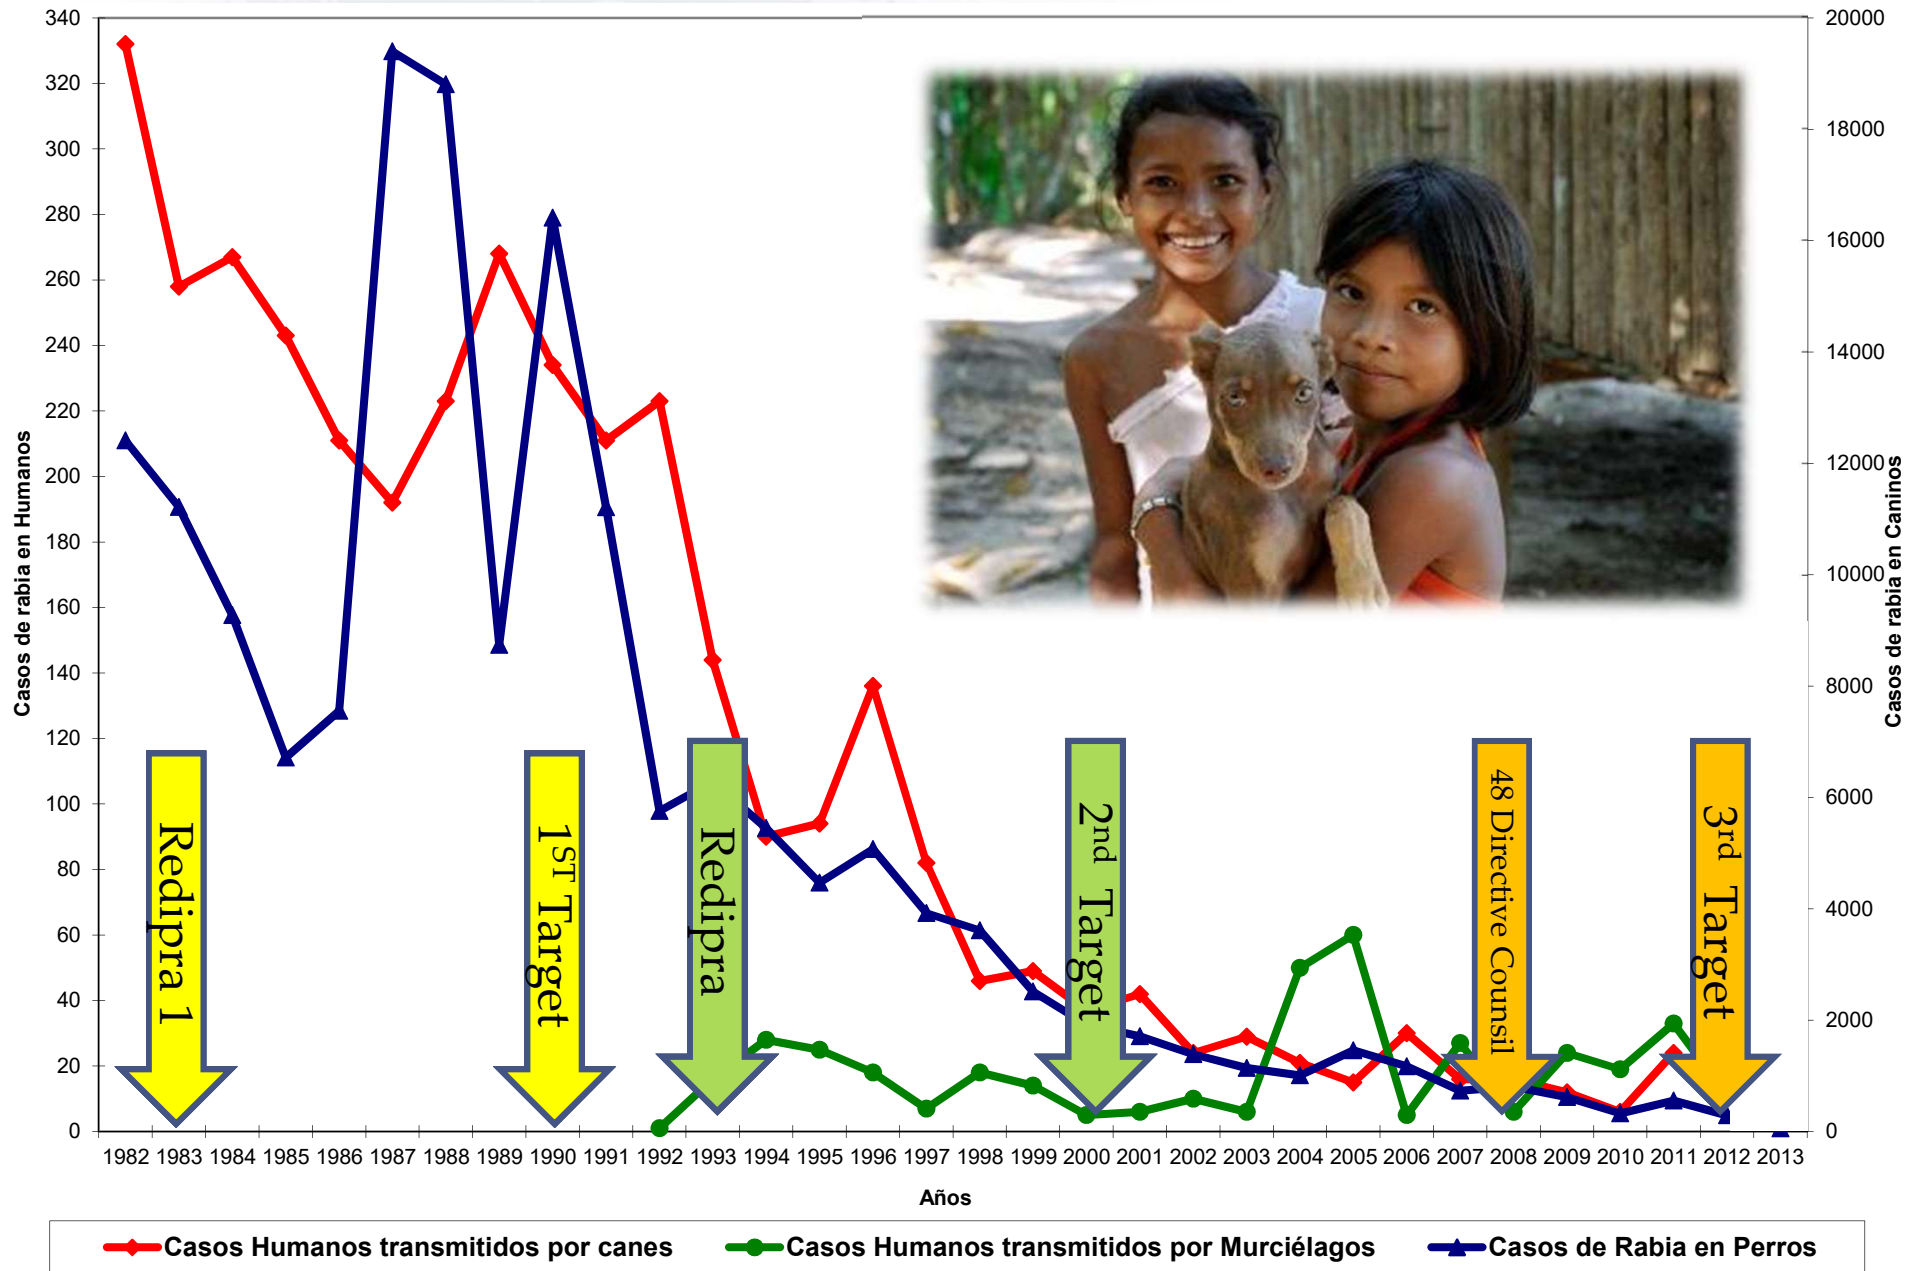 340
320
300
280
260
240
220
200
180
160
140
120
100
80
60
40
20
0
Casos de rabia en Humanos
20000
18000
16000
14000
12000
10000
8000
6000
4000
2000
0
Casos de rabia en Caninos
Redipra 1
1ST Target
Redipra
2nd Target
48 Directive Counsil
3rd Target
1982 1983 1984 1985 1986 1987 1988 1989 1990 1991 1992 1993 1994 1995 1996 1997 1998 1999 2000 2001 2002 2003 2004 2005 2006 2007 2008 2009 2010 2011 2012 2013
Años
Casos Humanos transmitidos por canes Casos Humanos transmitidos por Murciélagos Casos de Rabia en Perros